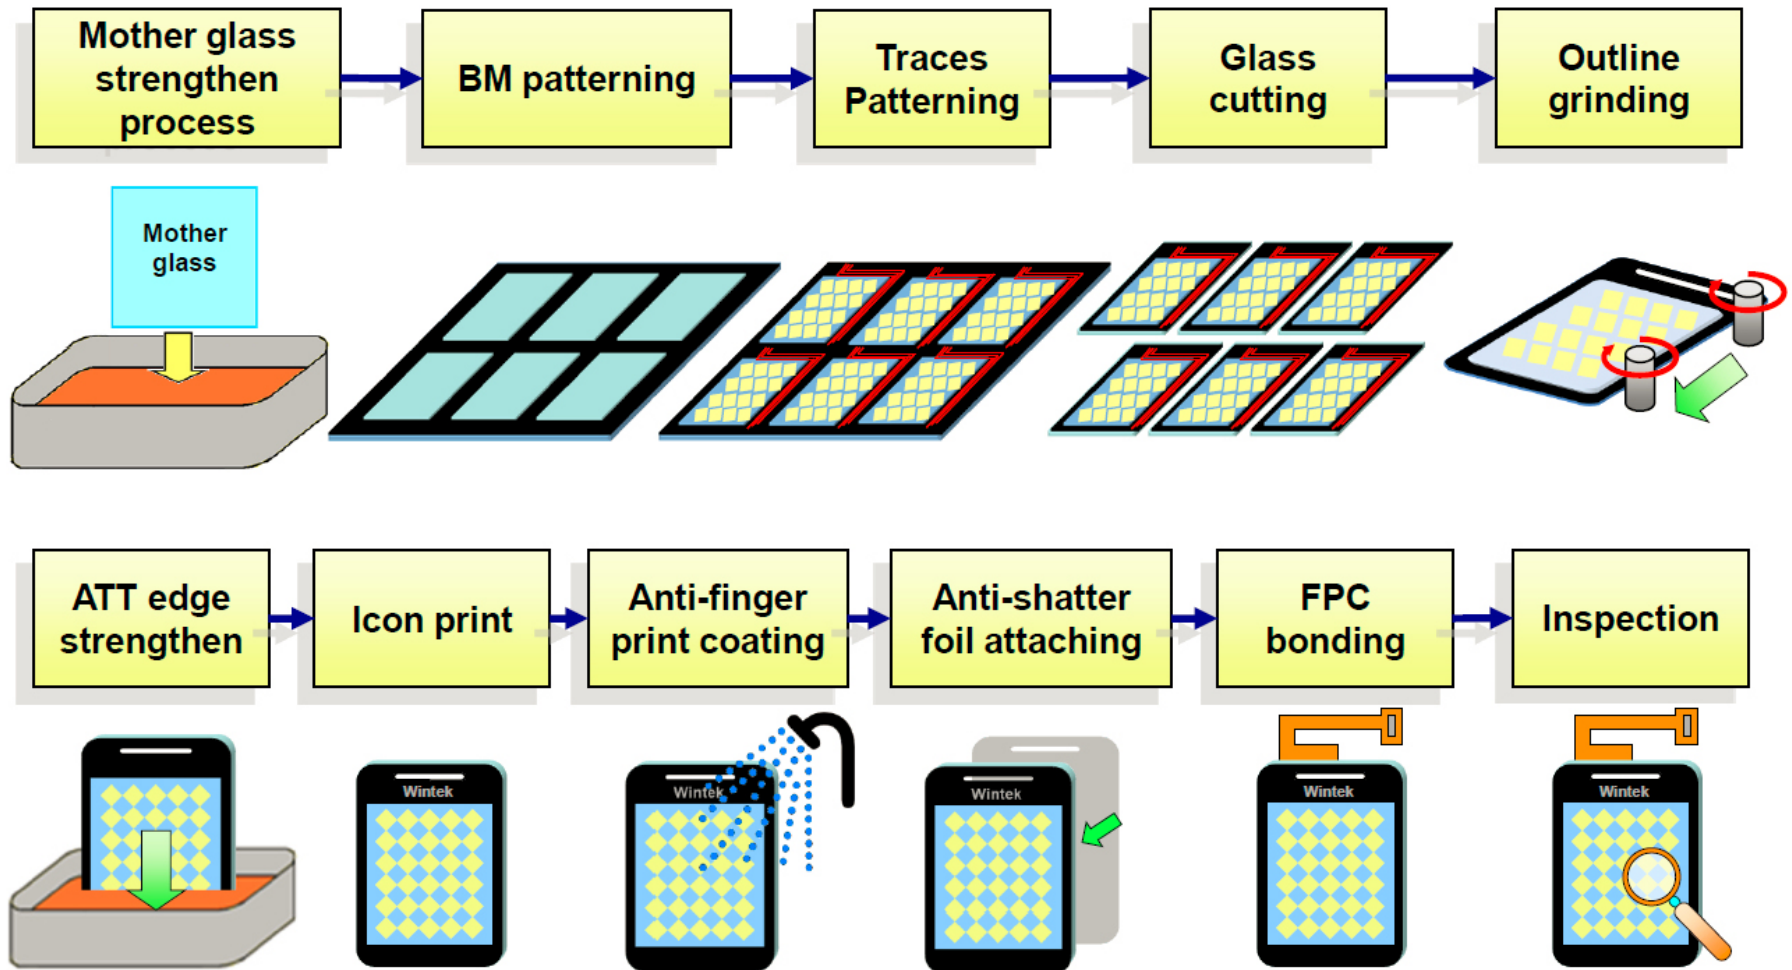 Mother glass
strengthen
process
BM patterning
Traces
Patterning
Glass
cutting
Outline
grinding
Mother
glass
ATT edge
strengthen
Icon print
Anti-finger
print coating
Anti-shatter
foil attaching
FPC
bonding
Inspection
Wintek
Wintek
Wintek
Wintek
Wintek